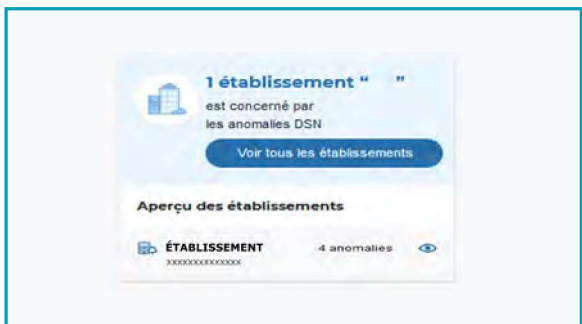 1 établissement “ ”
est concerné par
les anomalies DSN
Voir tous les établissements
Aperçu des établissements
ÉTABLISSEMENT 4 anomalies
xxxxxxxxxxxxxx